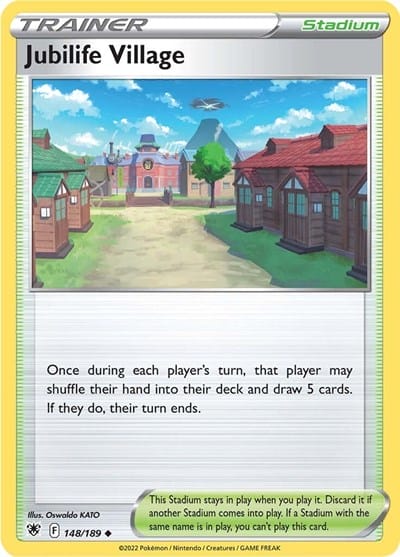 TRAINER Stadium
Jubilife Village
Once during each player's turn, that player may
shuffle their hand into their deck and draw 5 cards.
If they do, their turn ends.
Illus. Oswaldo KATO
F 148/189 ◆
This Stadium stays in play when you play it. Discard it if
another Stadium comes into play. If a Stadium with the
same name is in play, you can't play this card.
©2022 Pokémon / Nintendo / Creatures / GAME FREAK